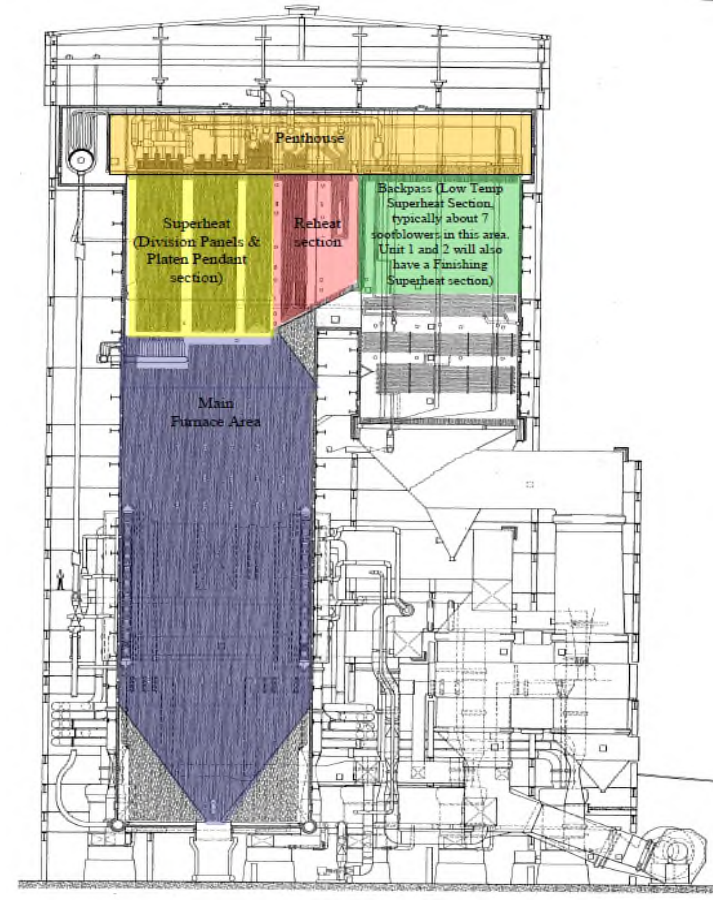 Penthouse
Superheat
(Division Panels &
Platen Pendant
section)
Reheat
section
Backpass (Low Temp
Superheat Section,
typically about 7
sootblowers in this area.
Unit 1 and 2 will also
have a Finishing
Superheat section)
Main
Furnace Area